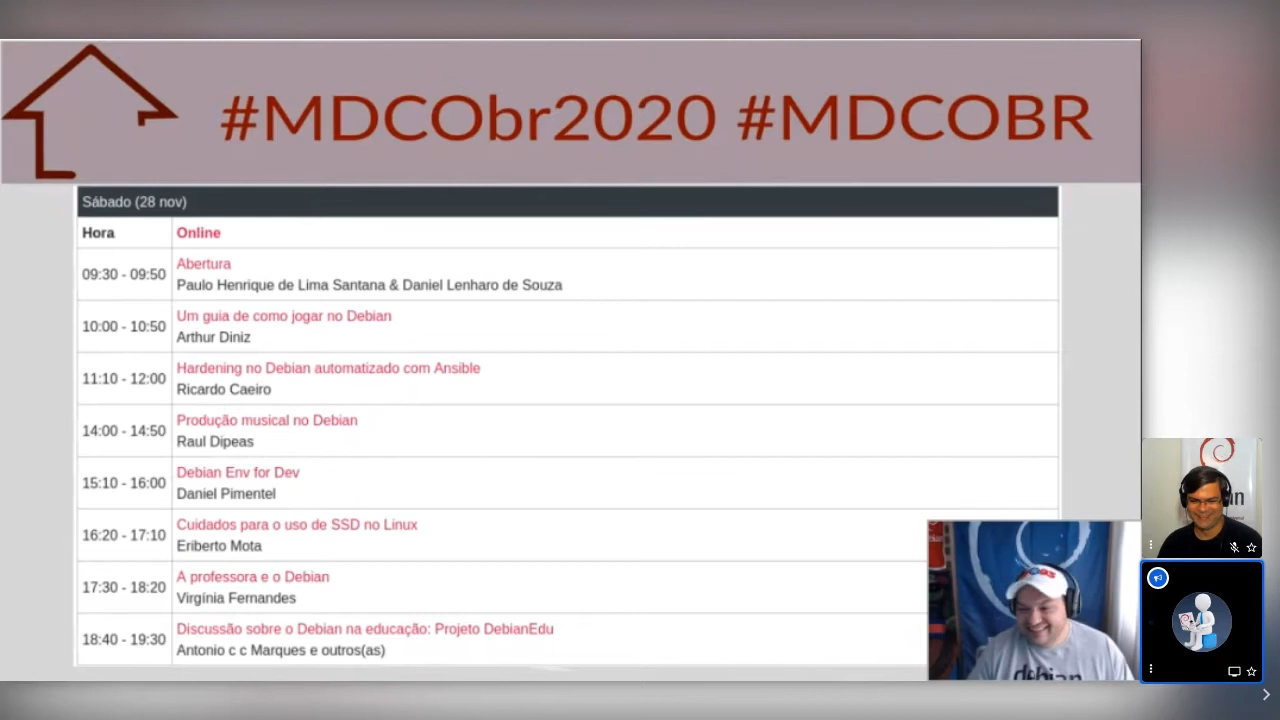 #MDCObr2020 #MDCOBR
Sábado (28 nov)
Hora Online
09:30 - 09:50 Abertura
Paulo Henrique de Lima Santana & Daniel Lenharo de Souza
10:00 - 10:50 Um guia de como jogar no Debian
Arthur Diniz
11:10 - 12:00 Hardening no Debian automatizado com Ansible
Ricardo Caeiro
14:00 - 14:50 Produção musical no Debian
Raul Dipeas
15:10 - 16:00 Debian Env for Dev
Daniel Pimentel
16:20 - 17:10 Cuidados para o uso de SSD no Linux
Eriberto Mota
17:30 - 18:20 A professora e o Debian
Virgínia Fernandes
18:40 - 19:30 Discussão sobre o Debian na educação: Projeto DebianEdu
Antonio c c Marques e outros(as)
debian